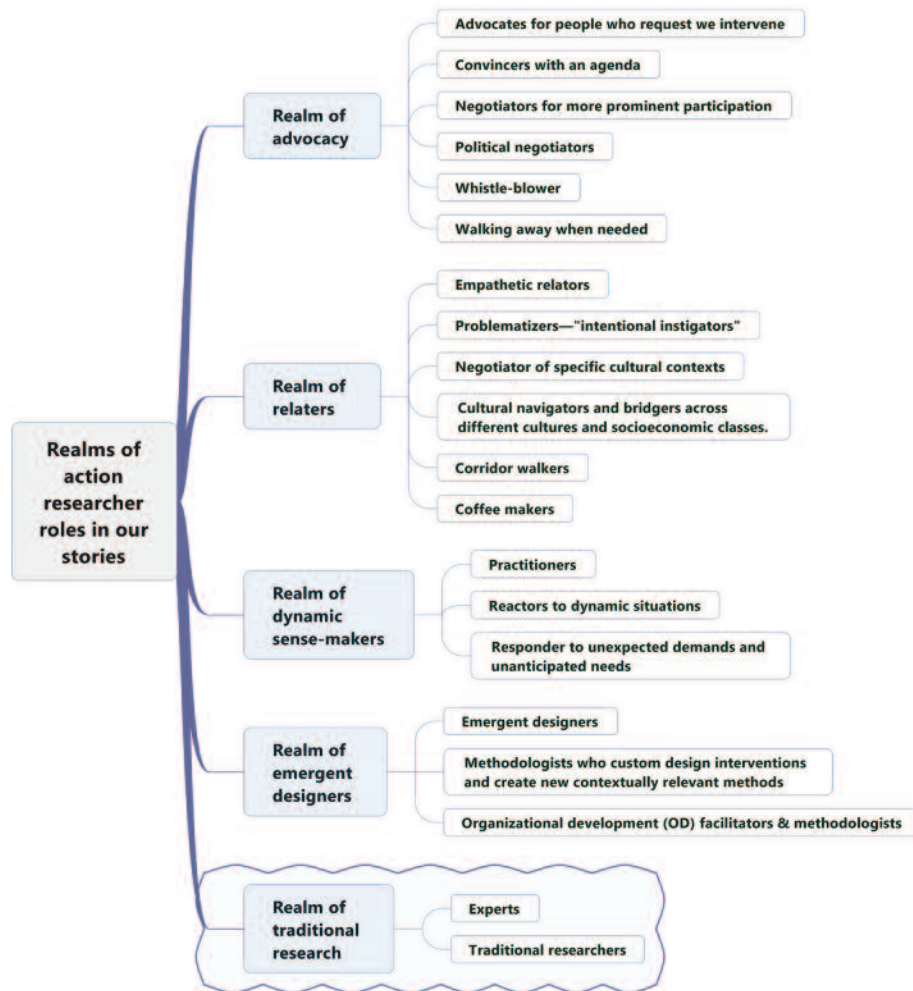 Realms of
action
researcher
roles in our
stories
Realm of
advocacy
Advocates for people who request we intervene
Convincers with an agenda
Negotiators for more prominent participation
Political negotiators
Whistle-blower
Walking away when needed
Realm of
relaters
Empathetic relators
Problematizers—"intentional instigators"
Negotiator of specific cultural contexts
Cultural navigators and bridgers across
different cultures and socioeconomic classes.
Corridor walkers
Coffee makers
Realm of
dynamic
sense-makers
Practitioners
Reactors to dynamic situations
Responder to unexpected demands and
unanticipated needs
Realm of
emergent
designers
Emergent designers
Methodologists who custom design interventions
and create new contextually relevant methods
Organizational development (OD) facilitators & methodologists
Realm of
traditional
research
Experts
Traditional researchers